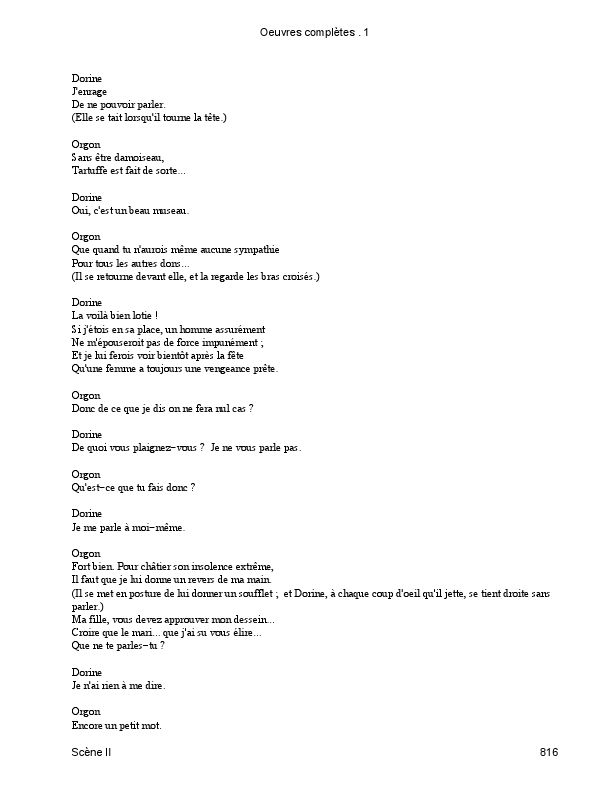 Oeuvres complètes . 1
Dorine
J'enrage
De ne pouvoir parler.
(Elle se tait lorsqu'il tourne la tête.)
Orgon
Sans être damoiseau,
Tartuffe est fait de sorte...
Dorine
Oui, c'est un beau museau.
Orgon
Que quand tu n'aurois même aucune sympathie
Pour tous les autres dons...
(Il se retourne devant elle, et la regarde les bras croisés.)
Dorine
La voilà bien lotie !
Si j'étois en sa place, un homme assurément
Ne m'épouseroit pas de force impunément ;
Et je lui ferois voir bientôt après la fête
Qu'une femme a toujours une vengeance prête.
Orgon
Donc de ce que je dis on ne fera nul cas ?
Dorine
De quoi vous plaignez-vous ?  Je ne vous parle pas.
Orgon
Qu'est-ce que tu fais donc ?
Dorine
Je me parle à moi-même.
Orgon
Fort bien. Pour châtier son insolence extrême,
Il faut que je lui donne un revers de ma main.
(Il se met en posture de lui donner un soufflet ;  et Dorine, à chaque coup d'oeil qu'il jette, se tient droite sans
parler.)
Ma fille, vous devez approuver mon dessein...
Croire que le mari... que j'ai su vous élire...
Que ne te parles-tu ?
Dorine
Je n'ai rien à me dire.
Orgon
Encore un petit mot.
Scène II 816